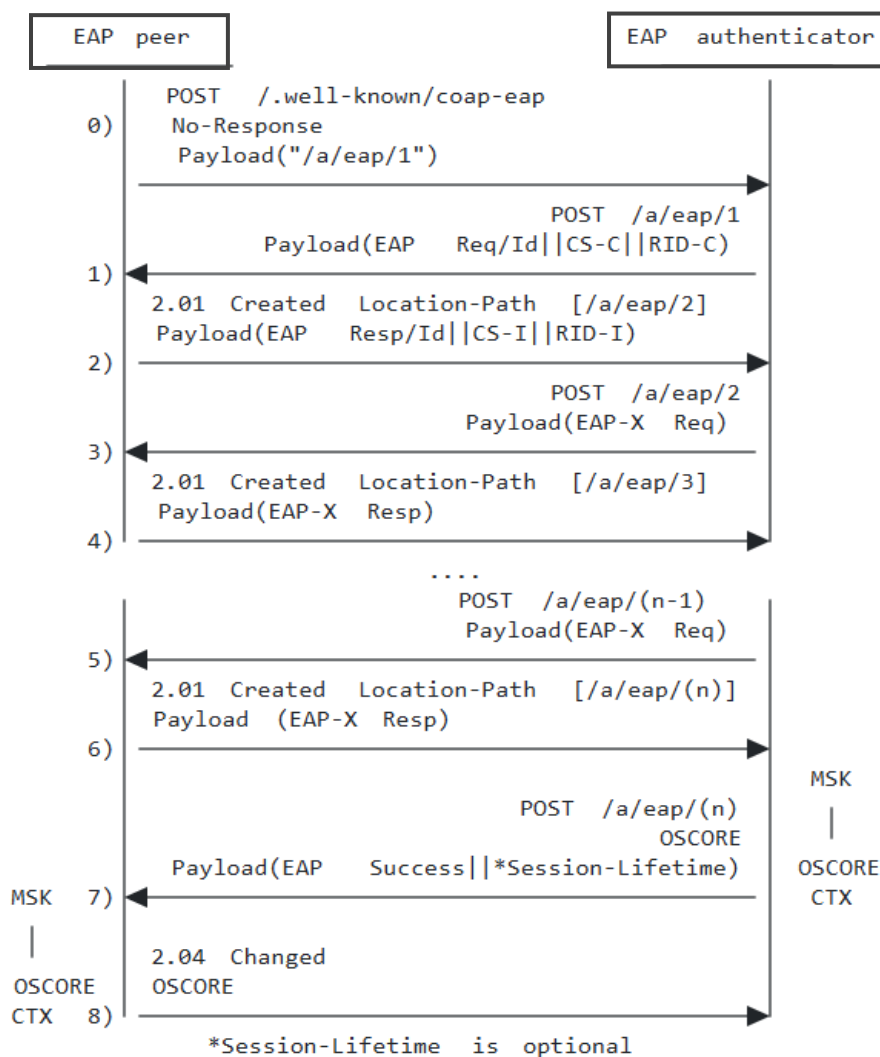 EAP peer
EAP authenticator
POST /.well-known/coap-eap
0)
No-Response
Payload("/a/eap/1")
POST /a/eap/1
Payload(EAP Req/Id||CS-C||RID-C)
1)
2.01 Created Location-Path [/a/eap/2]
Payload(EAP Resp/Id||CS-I||RID-I)
2)
POST /a/eap/2
Payload(EAP-X Req)
3)
2.01 Created Location-Path [/a/eap/3]
Payload(EAP-X Resp)
4)
....
POST /a/eap/(n-1)
Payload(EAP-X Req)
5)
2.01 Created Location-Path [/a/eap/(n)]
Payload (EAP-X Resp)
6)
MSK
|
OSCORE
CTX
POST /a/eap/(n)
OSCORE
Payload(EAP Success||*Session-Lifetime)
7)
MSK
|
OSCORE
CTX
2.04 Changed
OSCORE
8)
*Session-Lifetime is optional